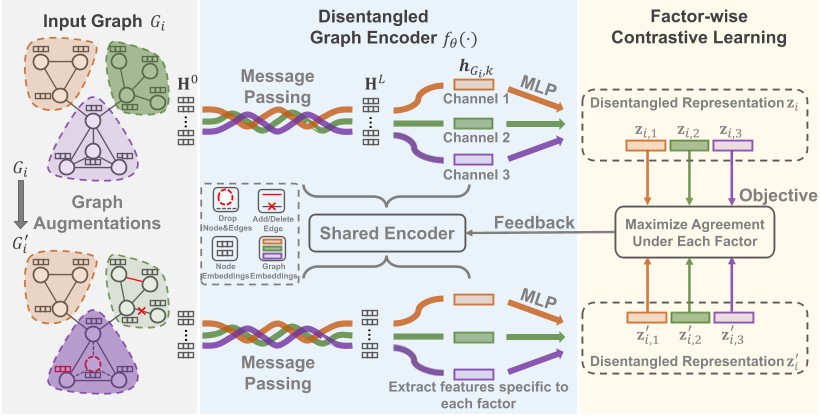 Input Graph G_i
Disentangled
Graph Encoder f_θ(·)
Factor-wise
Contrastive Learning
H^0
Message
Passing
H^L
h_{G_i,k}
Channel 1
Channel 2
Channel 3
MLP
Disentangled Representation z_i
z_{i,1} z_{i,2} z_{i,3}
G_i
Graph
Augmentations
G_i'
Drop
Node&Edges
Add/Delete
Edge
Node
Embeddings
Graph
Embeddings
Shared Encoder
Feedback
Objective
Maximize Agreement
Under Each Factor
H^0
Message
Passing
H^L
MLP
Extract features specific to
each factor
z'_{i,1} z'_{i,2} z'_{i,3}
Disentangled Representation z_i'